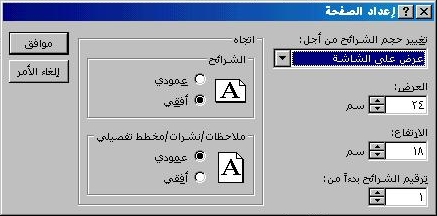 إعداد الصفحة
تغيير حجم الشرائح من أجل:
عرض على الشاشة
العرض:
٢٤ سم
الارتفاع:
١٨ سم
ترقيم الشرائح بدءاً من:
١
اتجاه
الشرائح
عمودي
أفقي
A
ملاحظات/نشرات/مخطط تفصيلي
عمودي
أفقي
A
موافق
إلغاء الأمر